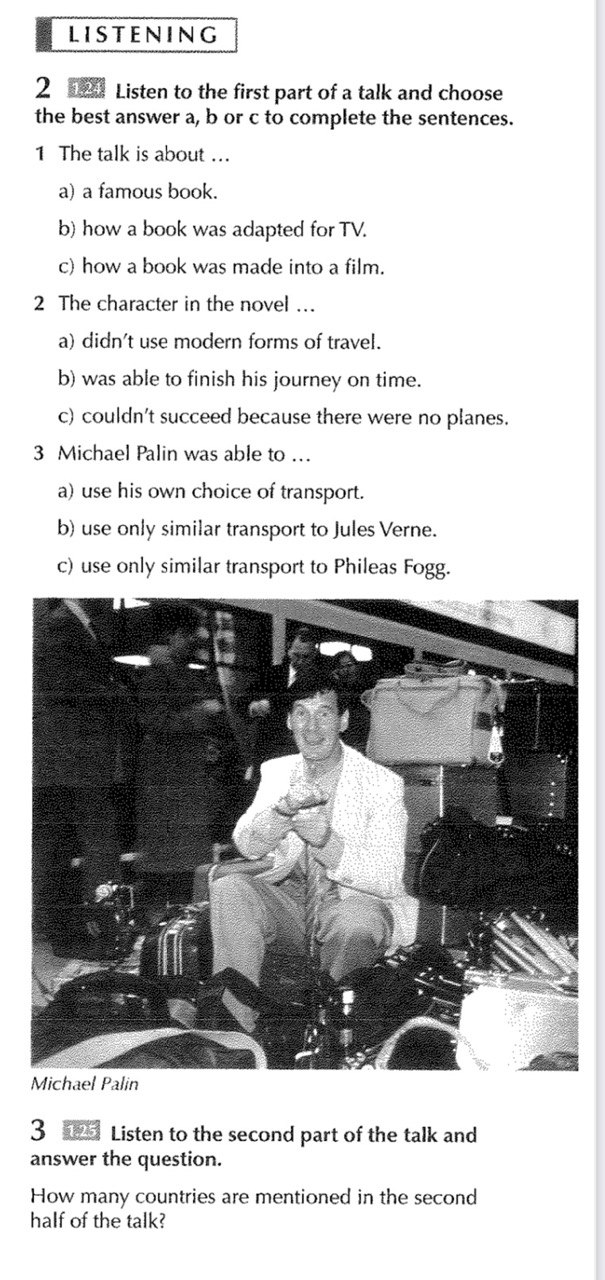 LISTENING
2 1.24 Listen to the first part of a talk and choose
the best answer a, b or c to complete the sentences.
1 The talk is about …
a) a famous book.
b) how a book was adapted for TV.
c) how a book was made into a film.
2 The character in the novel …
a) didn't use modern forms of travel.
b) was able to finish his journey on time.
c) couldn't succeed because there were no planes.
3 Michael Palin was able to …
a) use his own choice of transport.
b) use only similar transport to Jules Verne.
c) use only similar transport to Phileas Fogg.
Michael Palin
3 1.25 Listen to the second part of the talk and
answer the question.
How many countries are mentioned in the second
half of the talk?